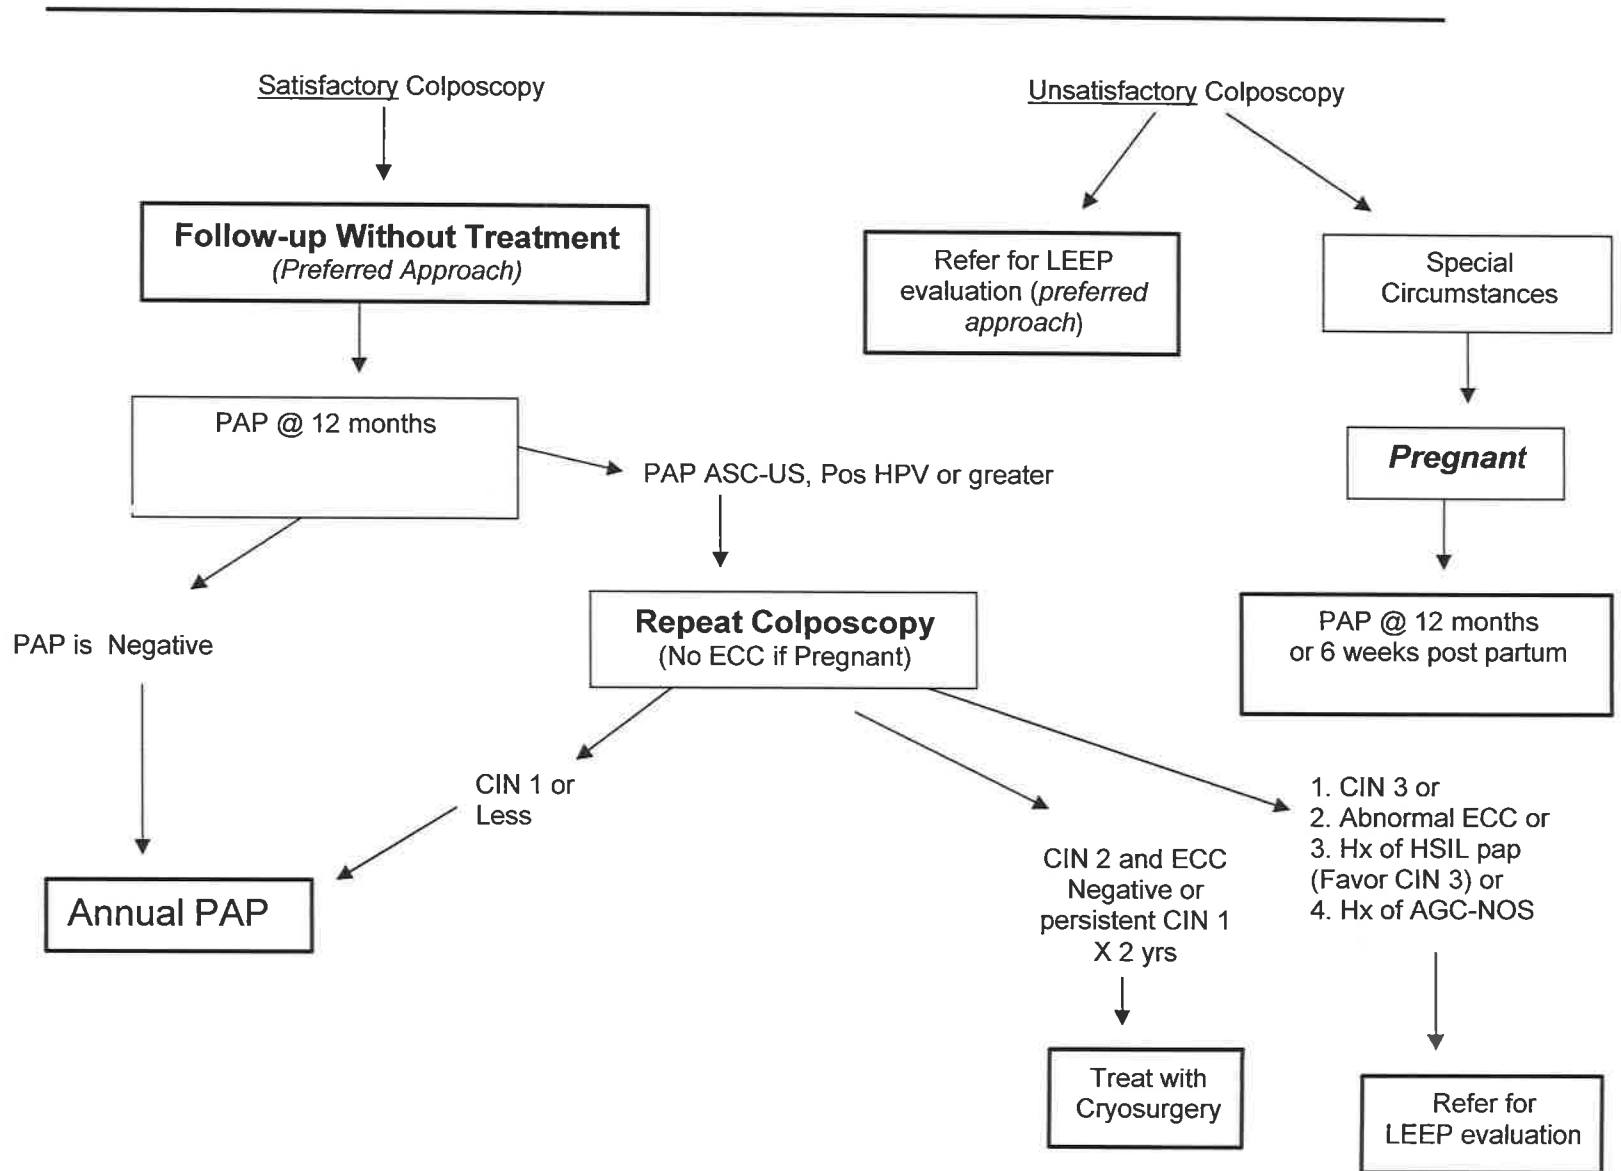 Satisfactory Colposcopy
Unsatisfactory Colposcopy
Follow-up Without Treatment
(Preferred Approach)
Refer for LEEP
evaluation (preferred
approach)
Special
Circumstances
PAP @ 12 months
PAP ASC-US, Pos HPV or greater
Pregnant
PAP is Negative
Repeat Colposcopy
(No ECC if Pregnant)
PAP @ 12 months
or 6 weeks post partum
CIN 1 or
Less
Annual PAP
CIN 2 and ECC
Negative or
persistent CIN 1
X 2 yrs
1. CIN 3 or
2. Abnormal ECC or
3. Hx of HSIL pap
(Favor CIN 3) or
4. Hx of AGC-NOS
Treat with
Cryosurgery
Refer for
LEEP evaluation